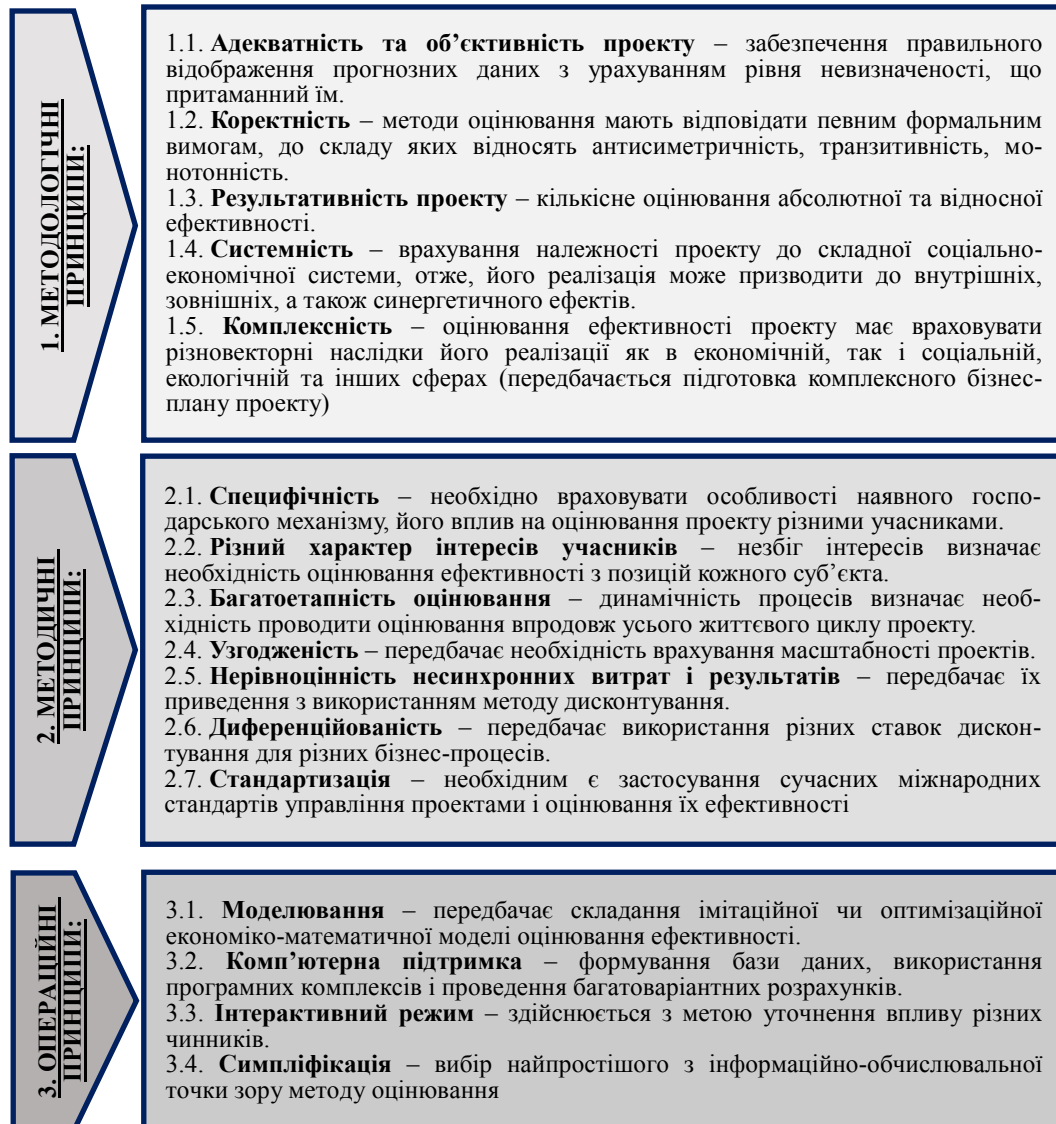 1. МЕТОДОЛОГІЧНІ
ПРИНЦИПИ:
1.1. Адекватність та об’єктивність проекту – забезпечення правильного
відображення прогнозних даних з урахуванням рівня невизначеності, що
притаманний їм.
1.2. Коректність – методи оцінювання мають відповідати певним формальним
вимогам, до складу яких відносять антисиметричність, транзитивність, мо-
нотонність.
1.3. Результативність проекту – кількісне оцінювання абсолютної та відносної
ефективності.
1.4. Системність – врахування належності проекту до складної соціально-
економічної системи, отже, його реалізація може призводити до внутрішніх,
зовнішніх, а також синергетичного ефектів.
1.5. Комплексність – оцінювання ефективності проекту має враховувати
різновекторні наслідки його реалізації як в економічній, так і соціальній,
екологічній та інших сферах (передбачається підготовка комплексного бізнес-
плану проекту)
2. МЕТОДИЧНІ
ПРИНЦИПИ:
2.1. Специфічність – необхідно враховувати особливості наявного госпо-
дарського механізму, його вплив на оцінювання проекту різними учасниками.
2.2. Різний характер інтересів учасників – незбіг інтересів визначає
необхідність оцінювання ефективності з позицій кожного суб’єкта.
2.3. Багатоетапність оцінювання – динамічність процесів визначає необ-
хідність проводити оцінювання впродовж усього життєвого циклу проекту.
2.4. Узгодженість – передбачає необхідність врахування масштабності проектів.
2.5. Нерівноцінність несинхронних витрат і результатів – передбачає їх
приведення з використанням методу дисконтування.
2.6. Диференційованість – передбачає використання різних ставок дискон-
тування для різних бізнес-процесів.
2.7. Стандартизація – необхідним є застосування сучасних міжнародних
стандартів управління проектами і оцінювання їх ефективності
3. ОПЕРАЦІЙНІ
ПРИНЦИПИ:
3.1. Моделювання – передбачає складання імітаційної чи оптимізаційної
економіко-математичної моделі оцінювання ефективності.
3.2. Комп’ютерна підтримка – формування бази даних, використання
програмних комплексів і проведення багатоваріантних розрахунків.
3.3. Інтерактивний режим – здійснюється з метою уточнення впливу різних
чинників.
3.4. Симпліфікація – вибір найпростішого з інформаційно-обчислювальної
точки зору методу оцінювання